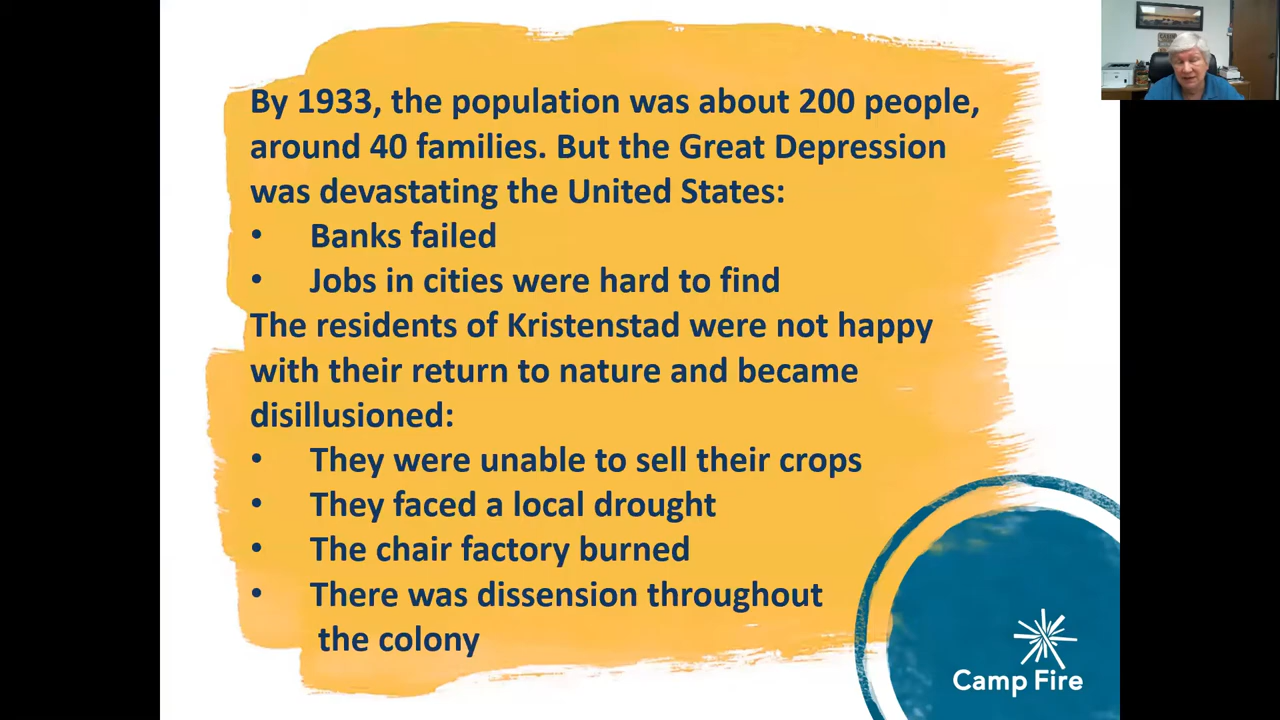 By 1933, the population was about 200 people,
around 40 families. But the Great Depression
was devastating the United States:
• Banks failed
• Jobs in cities were hard to find
The residents of Kristenstad were not happy
with their return to nature and became
disillusioned:
• They were unable to sell their crops
• They faced a local drought
• The chair factory burned
• There was dissension throughout
the colony
Camp Fire